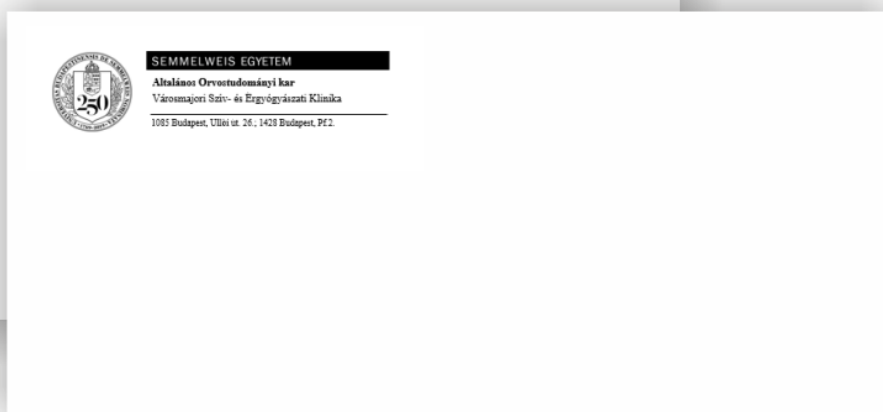 SEMMELWEIS EGYETEM
Általános Orvostudományi kar
Városmajori Szív- és Érgyógyászati Klinika
1085 Budapest, Üllői út. 26.; 1428 Budapest, Pf.2.
250